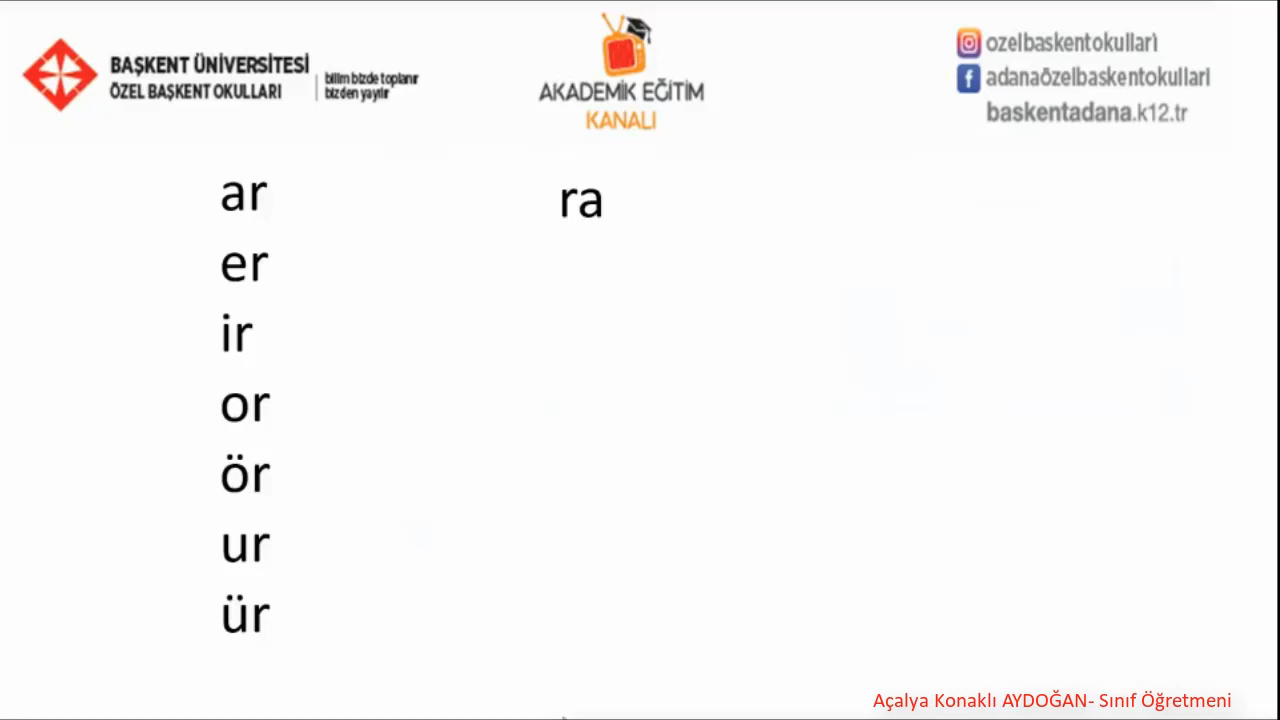 BAŞKENT ÜNİVERSİTESİ
ÖZEL BAŞKENT OKULLARI
bilim bizde toplanır
bizden yayılır
AKADEMİK EĞİTİM
KANALI
ozelbaskentokulları
adanaözelbaskentokullari
baskentadana.k12.tr
ar
ra
er
ir
or
ör
ur
ür
Açalya Konaklı AYDOĞAN- Sınıf Öğretmeni